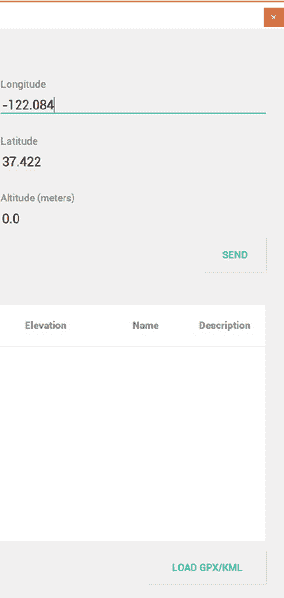 Longitude
-122.084
Latitude
37.422
Altitude (meters)
0.0
SEND
Elevation Name Description
LOAD GPX/KML